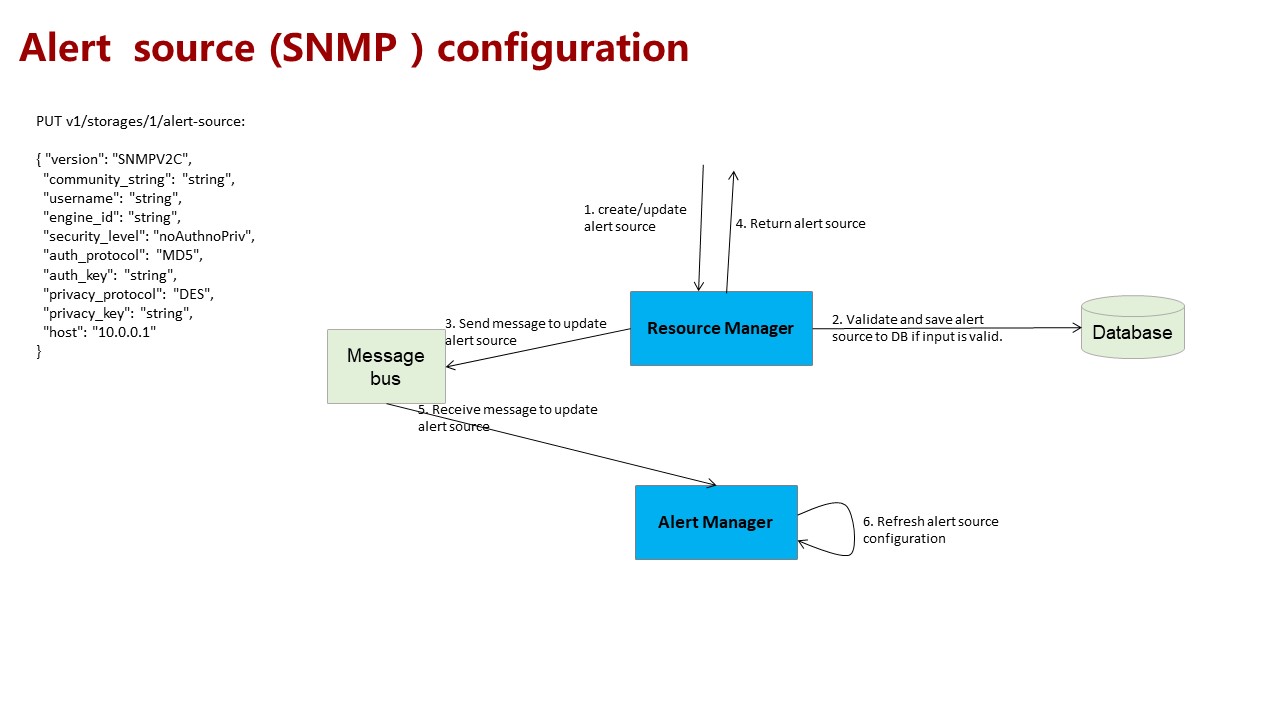 Alert  source (SNMP ) configuration
PUT v1/storages/1/alert-source:
{ "version": "SNMPV2C",
"community_string":  "string",
"username": "string",
"engine_id": "string",
"security_level": "noAuthnoPriv",
"auth_protocol":  "MD5",
"auth_key":  "string",
"privacy_protocol":  "DES",
"privacy_key": "string",
"host": "10.0.0.1"
}
1. create/update
alert source
4. Return alert source
Resource Manager
2. Validate and save alert
source to DB if input is valid.
Database
3. Send message to update
alert source
Message
bus
5. Receive message to update
alert source
Alert Manager
6. Refresh alert source
configuration